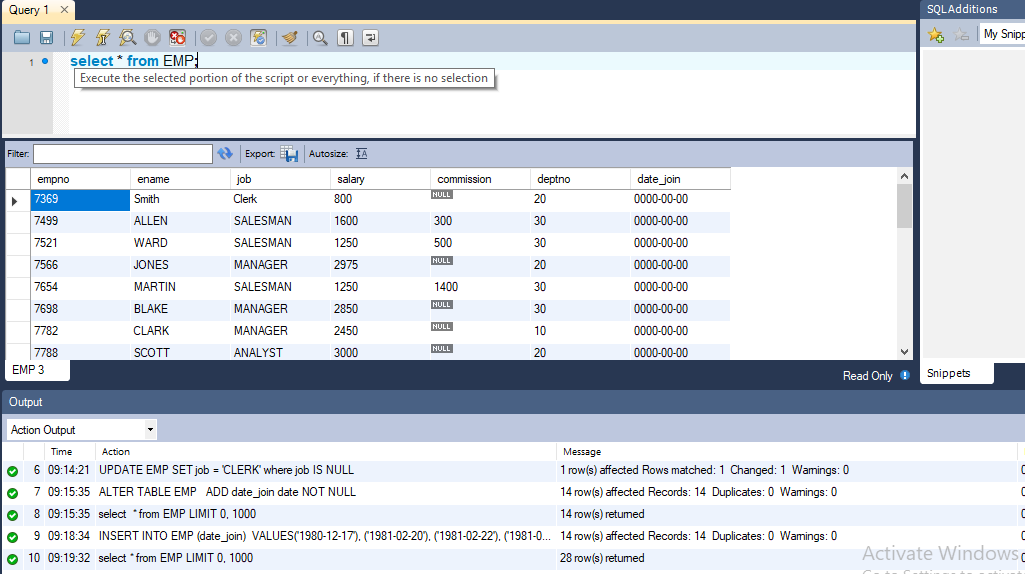 Query 1
SQLAdditions
My Snipp
1
select * from EMP;
Execute the selected portion of the script or everything, if there is no selection
Filter: Export: Autosize:
empno ename job salary commission deptno date_join
7369 Smith Clerk 800 NULL 20 0000-00-00
7499 ALLEN SALESMAN 1600 300 30 0000-00-00
7521 WARD SALESMAN 1250 500 30 0000-00-00
7566 JONES MANAGER 2975 NULL 20 0000-00-00
7654 MARTIN SALESMAN 1250 1400 30 0000-00-00
7698 BLAKE MANAGER 2850 NULL 30 0000-00-00
7782 CLARK MANAGER 2450 NULL 10 0000-00-00
7788 SCOTT ANALYST 3000 NULL 20 0000-00-00
EMP 3
Read Only
Snippets
Output
Action Output
Time Action Message
6 09:14:21 UPDATE EMP SET job = 'CLERK' where job IS NULL 1 row(s) affected Rows matched: 1 Changed: 1 Warnings: 0
7 09:15:35 ALTER TABLE EMP ADD date_join date NOT NULL 14 row(s) affected Records: 14 Duplicates: 0 Warnings: 0
8 09:15:35 select * from EMP LIMIT 0, 1000 14 row(s) returned
9 09:18:34 INSERT INTO EMP (date_join) VALUES('1980-12-17'), ('1981-02-20'), ('1981-02-22'), ('1981-0... 14 row(s) affected Records: 14 Duplicates: 0 Warnings: 0
10 09:19:32 select * from EMP LIMIT 0, 1000 28 row(s) returned
Activate Windows